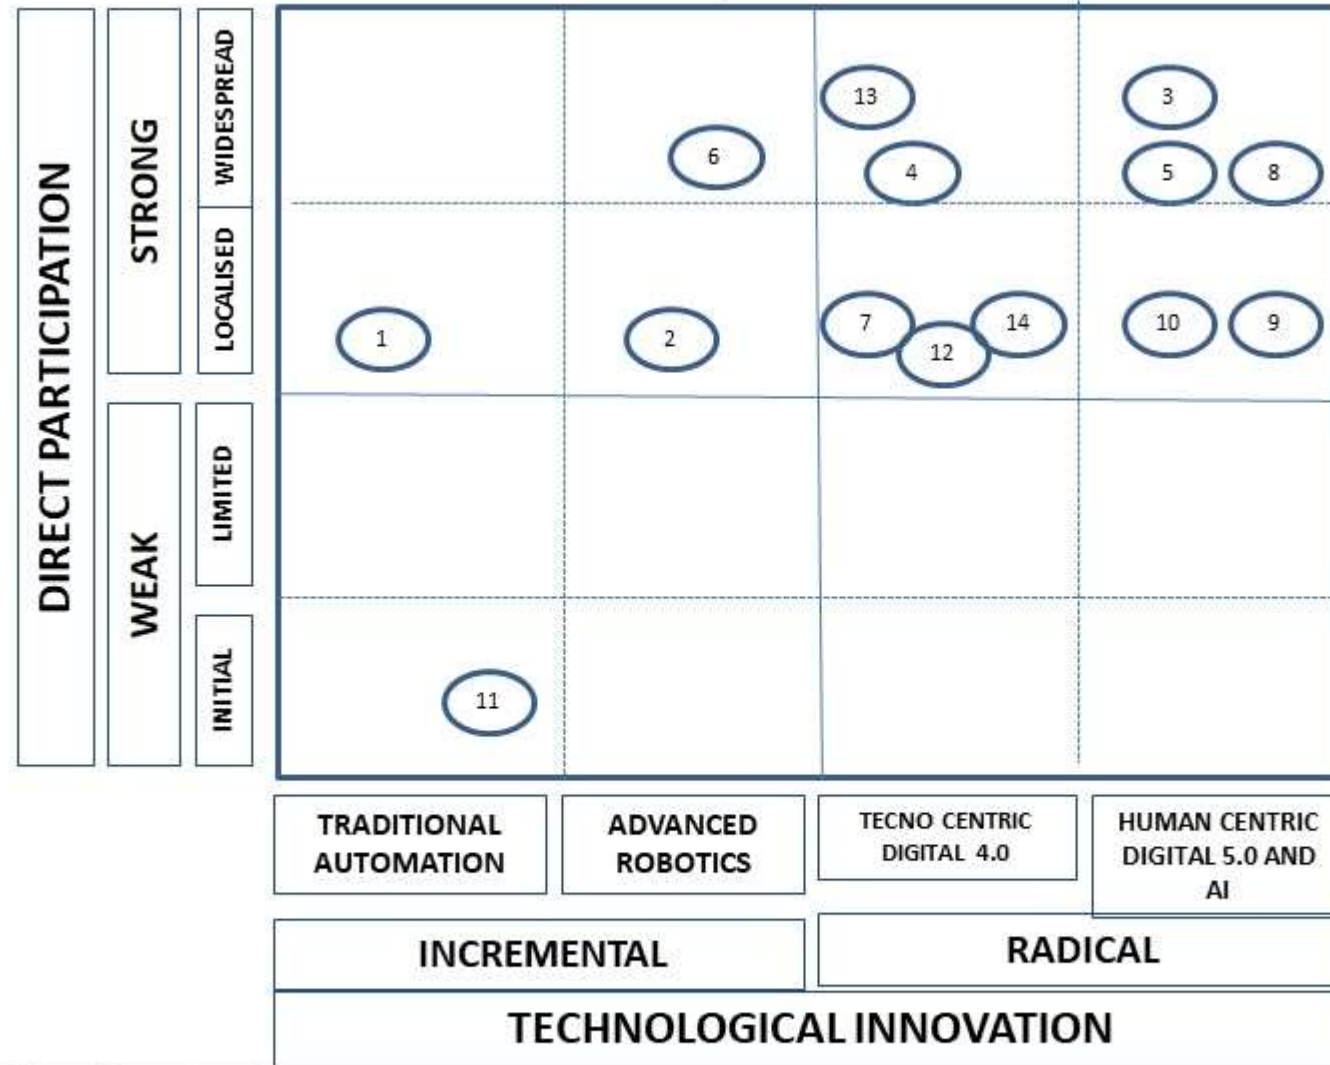 DIRECT PARTICIPATION
STRONG
WEAK
WIDESPREAD
LOCALISED
LIMITED
INITIAL
13
3
6
4
5
8
1
2
7
12
14
10
9
11
TRADITIONAL
AUTOMATION
ADVANCED
ROBOTICS
TECNO CENTRIC
DIGITAL 4.0
HUMAN CENTRIC
DIGITAL 5.0 AND
AI
INCREMENTAL
RADICAL
TECHNOLOGICAL INNOVATION